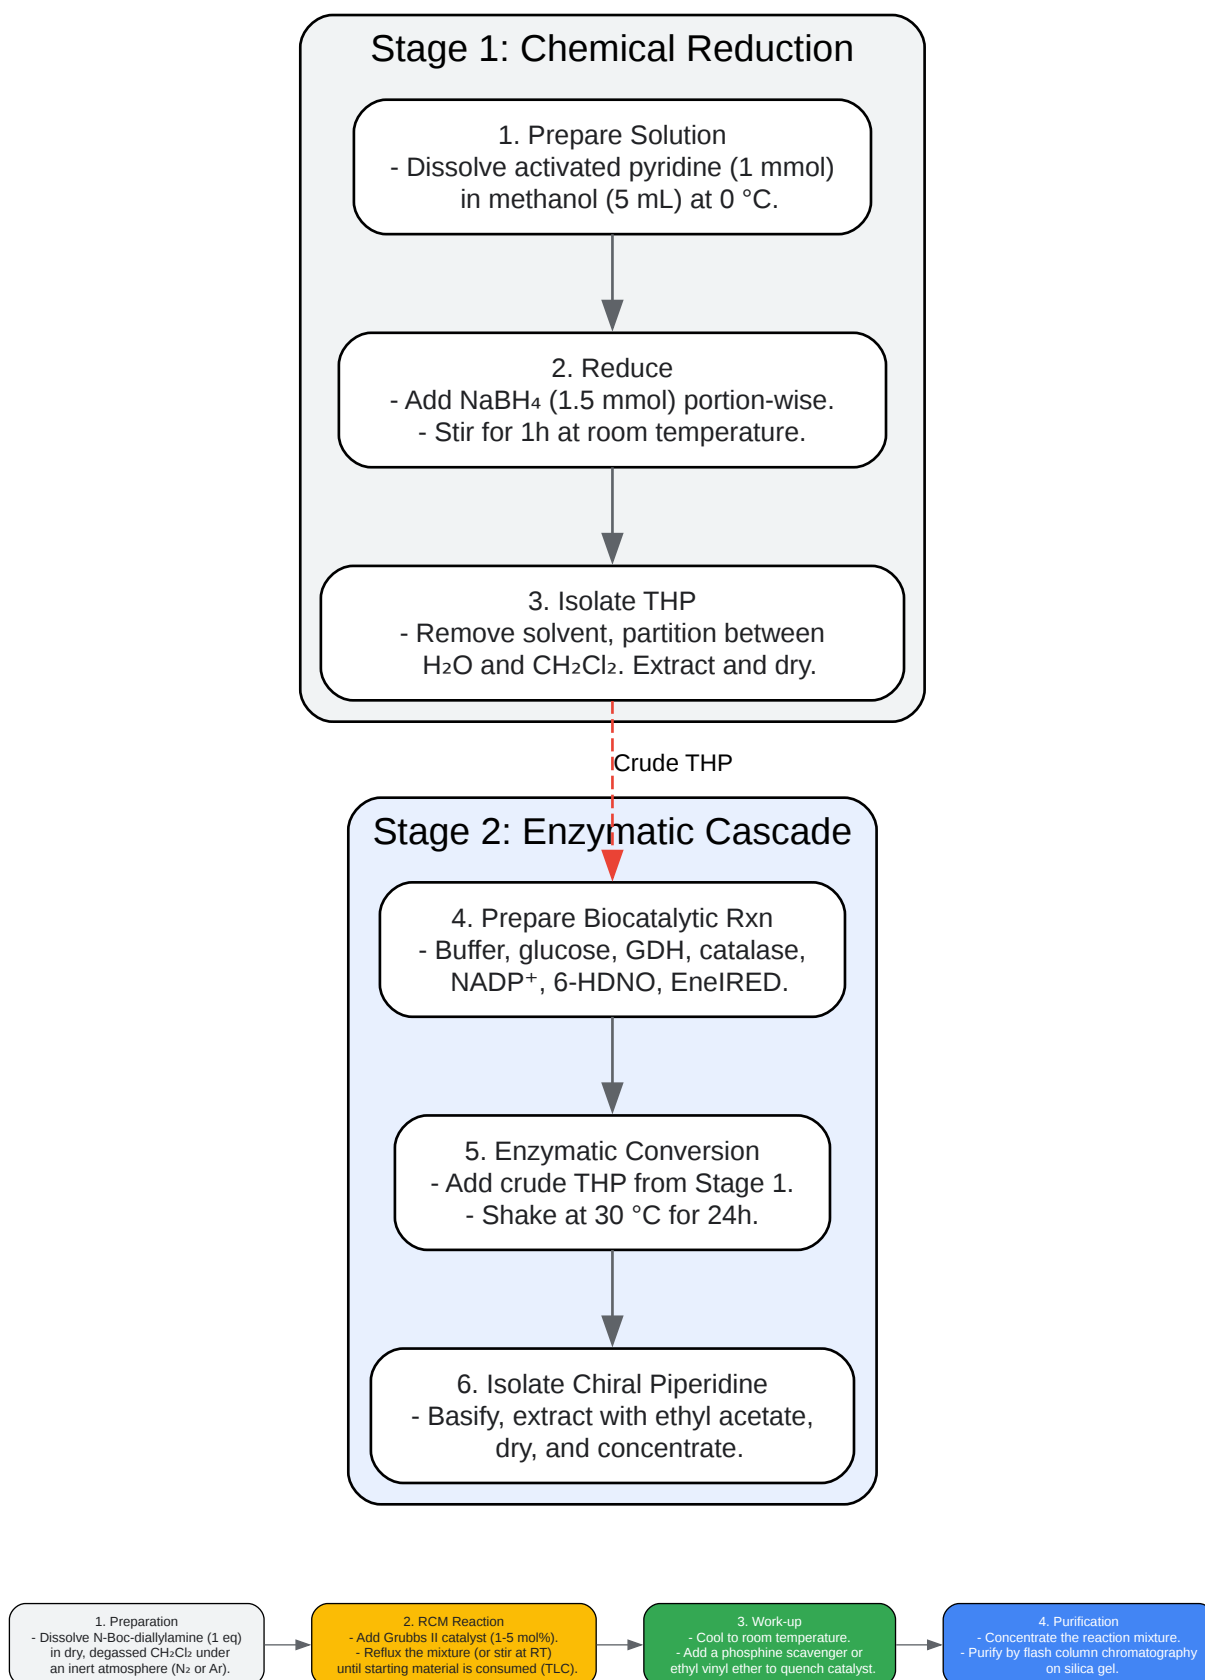 Stage 1: Chemical Reduction
1. Prepare Solution
- Dissolve activated pyridine (1 mmol)
in methanol (5 mL) at 0 °C.
2. Reduce
- Add NaBH₄ (1.5 mmol) portion-wise.
- Stir for 1h at room temperature.
3. Isolate THP
- Remove solvent, partition between
H₂O and CH₂Cl₂. Extract and dry.
Crude THP
Stage 2: Enzymatic Cascade
4. Prepare Biocatalytic Rxn
- Buffer, glucose, GDH, catalase,
NADP⁺, 6-HDNO, EneIRED.
5. Enzymatic Conversion
- Add crude THP from Stage 1.
- Shake at 30 °C for 24h.
6. Isolate Chiral Piperidine
- Basify, extract with ethyl acetate,
dry, and concentrate.
1. Preparation
- Dissolve N-Boc-diallylamine (1 eq)
in dry, degassed CH₂Cl₂ under
an inert atmosphere (N₂ or Ar).
2. RCM Reaction
- Add Grubbs II catalyst (1-5 mol%).
- Reflux the mixture (or stir at RT)
until starting material is consumed (TLC).
3. Work-up
- Cool to room temperature.
- Add a phosphine scavenger or
ethyl vinyl ether to quench catalyst.
4. Purification
- Concentrate the reaction mixture.
- Purify by flash column chromatography
on silica gel.